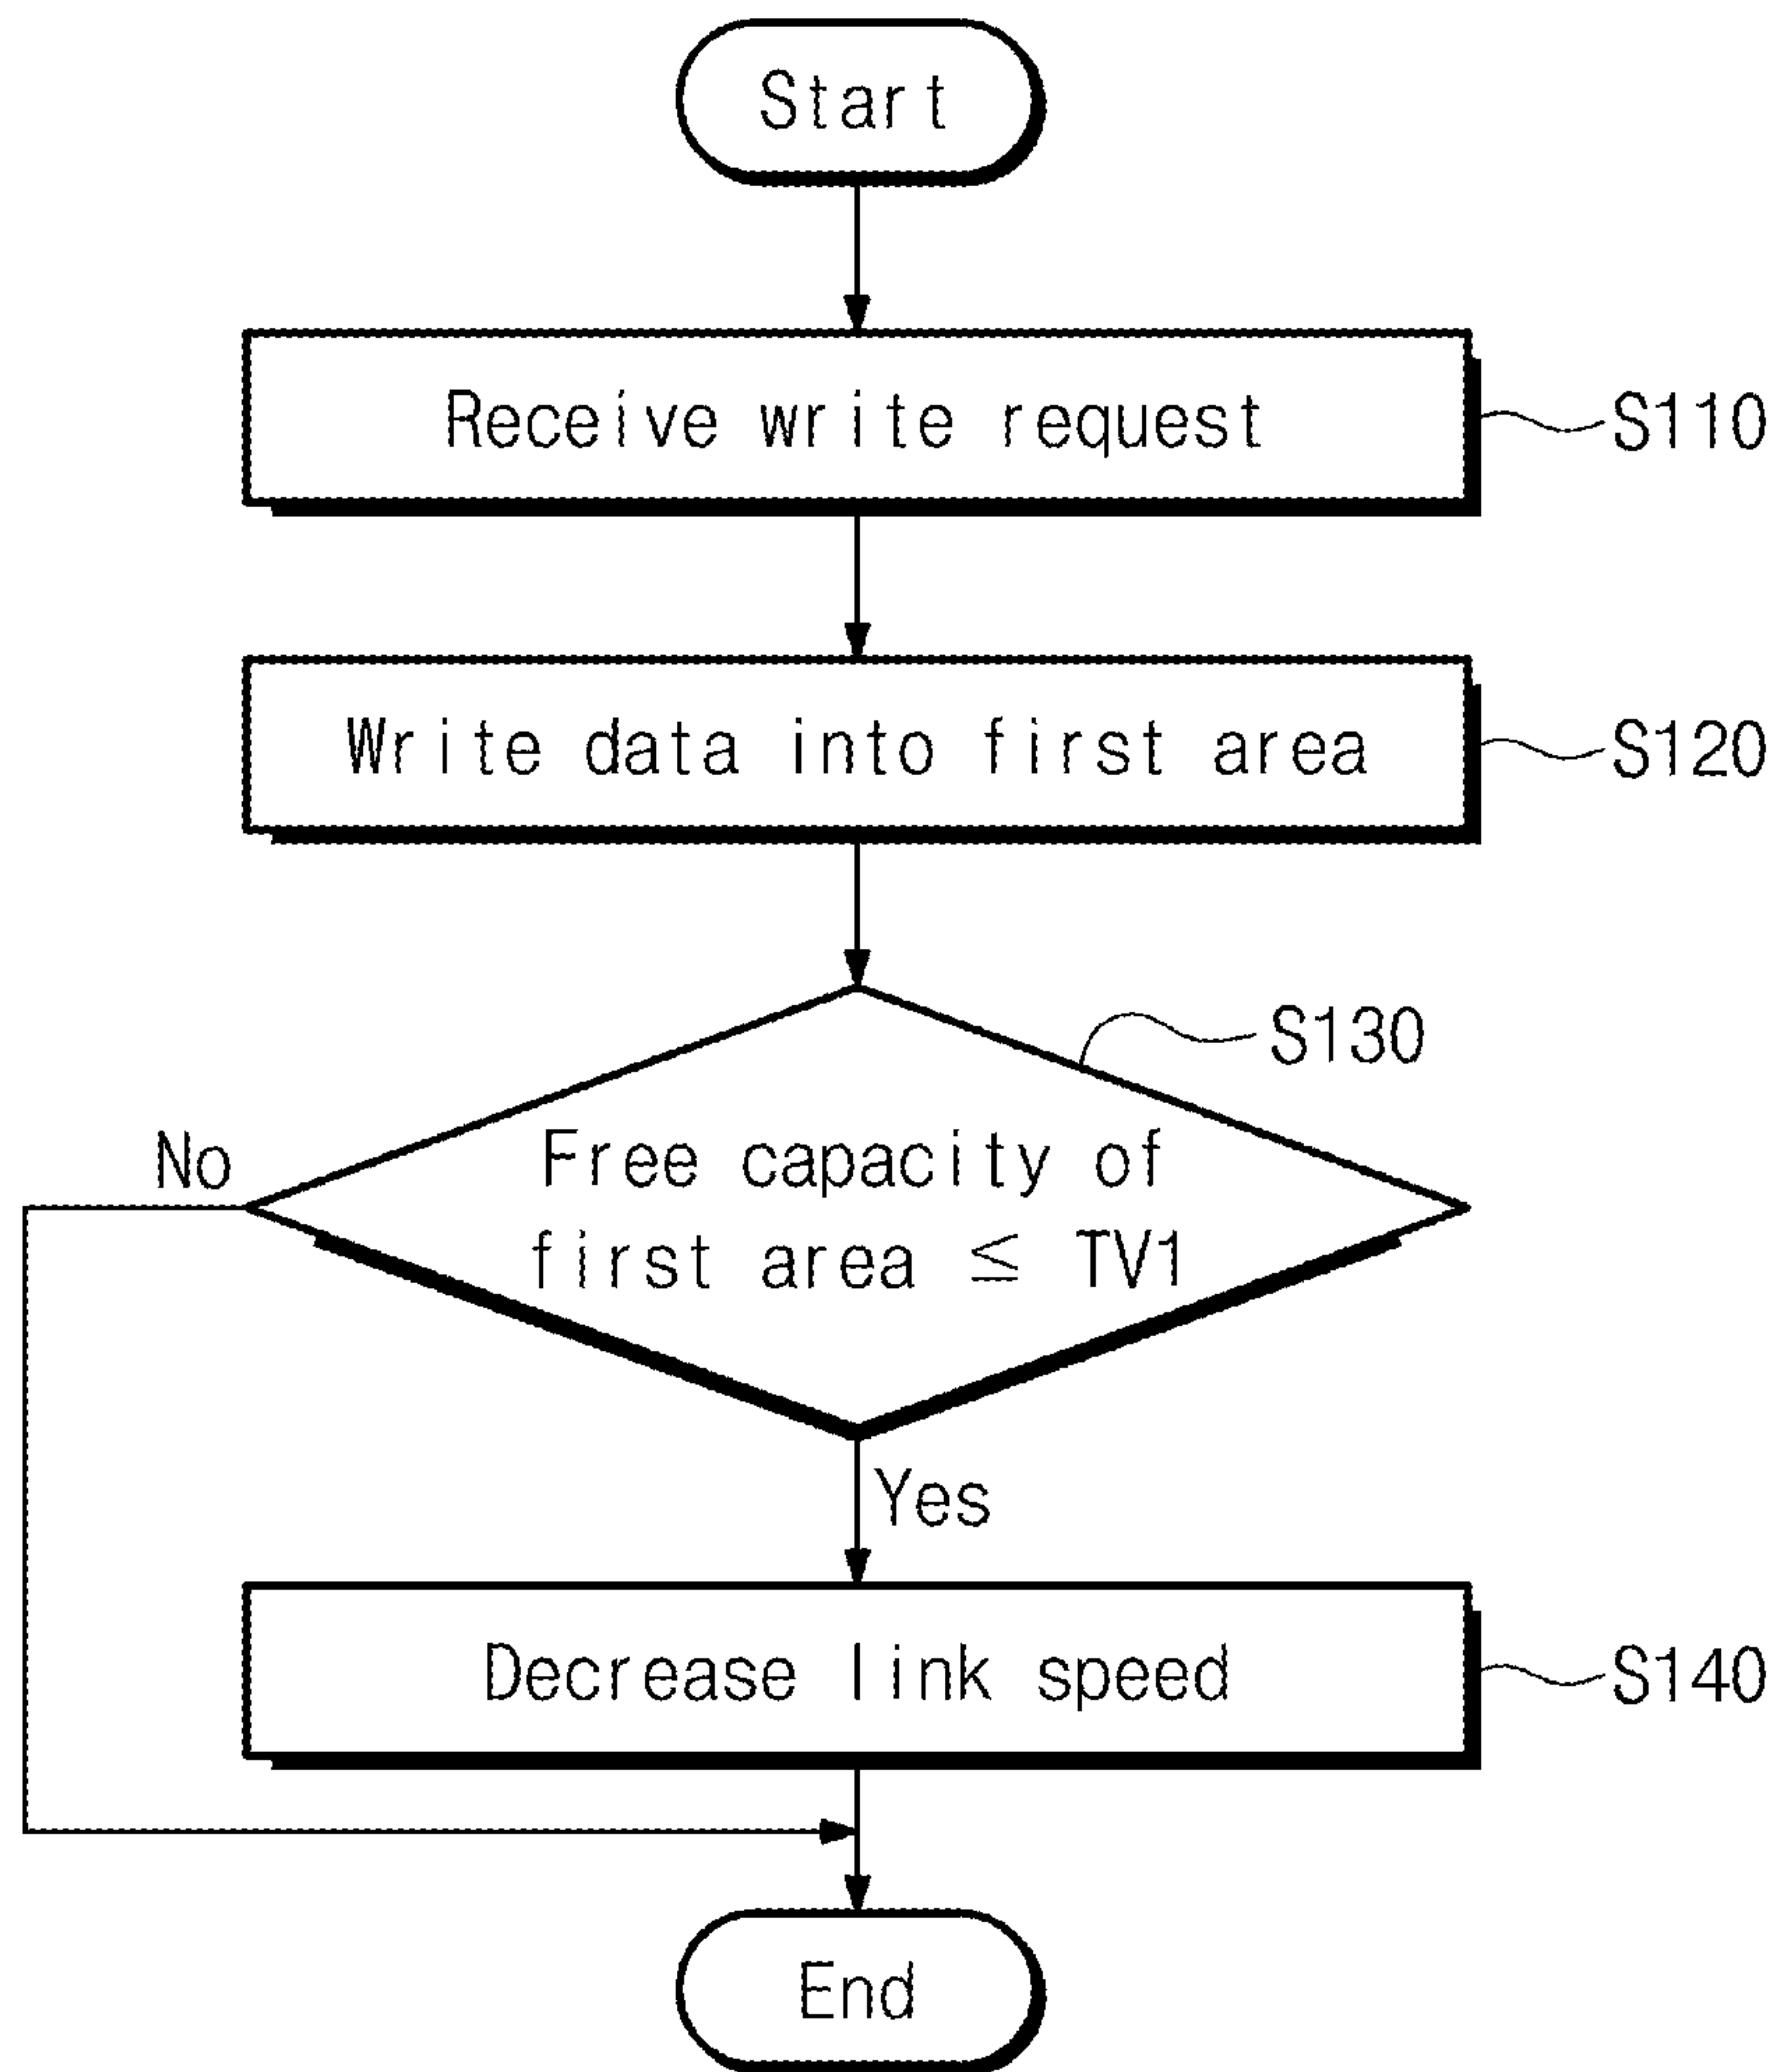 Start
Receive write request
S110
Write data into first area
S120
S130
No
Free capacity of
first area ≤ TV1
Yes
Decrease link speed
S140
End